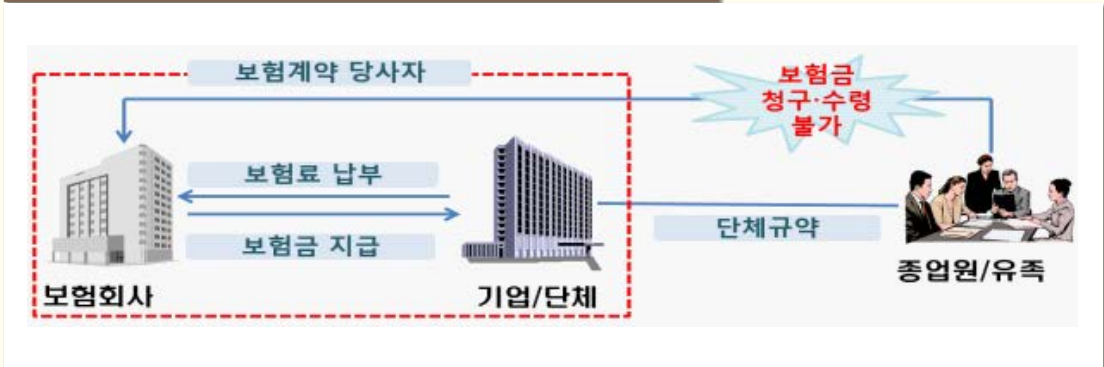 보험계약 당사자
보험금
청구·수령
불가
보험료 납부
보험금 지급
단체규약
보험회사
기업/단체
종업원/유족